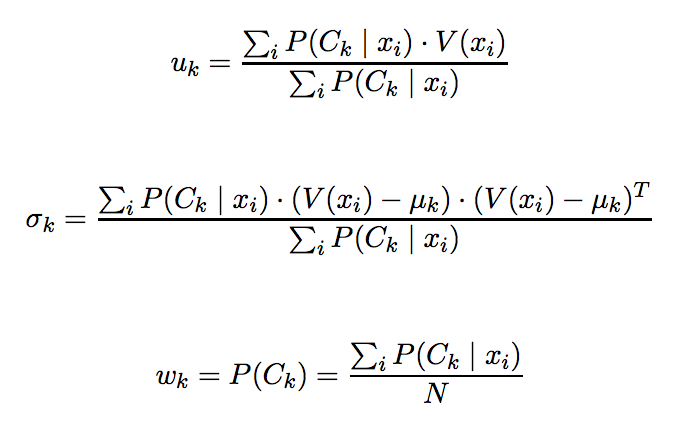 u_k = \frac{\sum_i P(C_k \mid x_i) \cdot V(x_i)}{\sum_i P(C_k \mid x_i)}
\sigma_k = \frac{\sum_i P(C_k \mid x_i) \cdot (V(x_i) - \mu_k) \cdot (V(x_i) - \mu_k)^T}{\sum_i P(C_k \mid x_i)}
w_k = P(C_k) = \frac{\sum_i P(C_k \mid x_i)}{N}